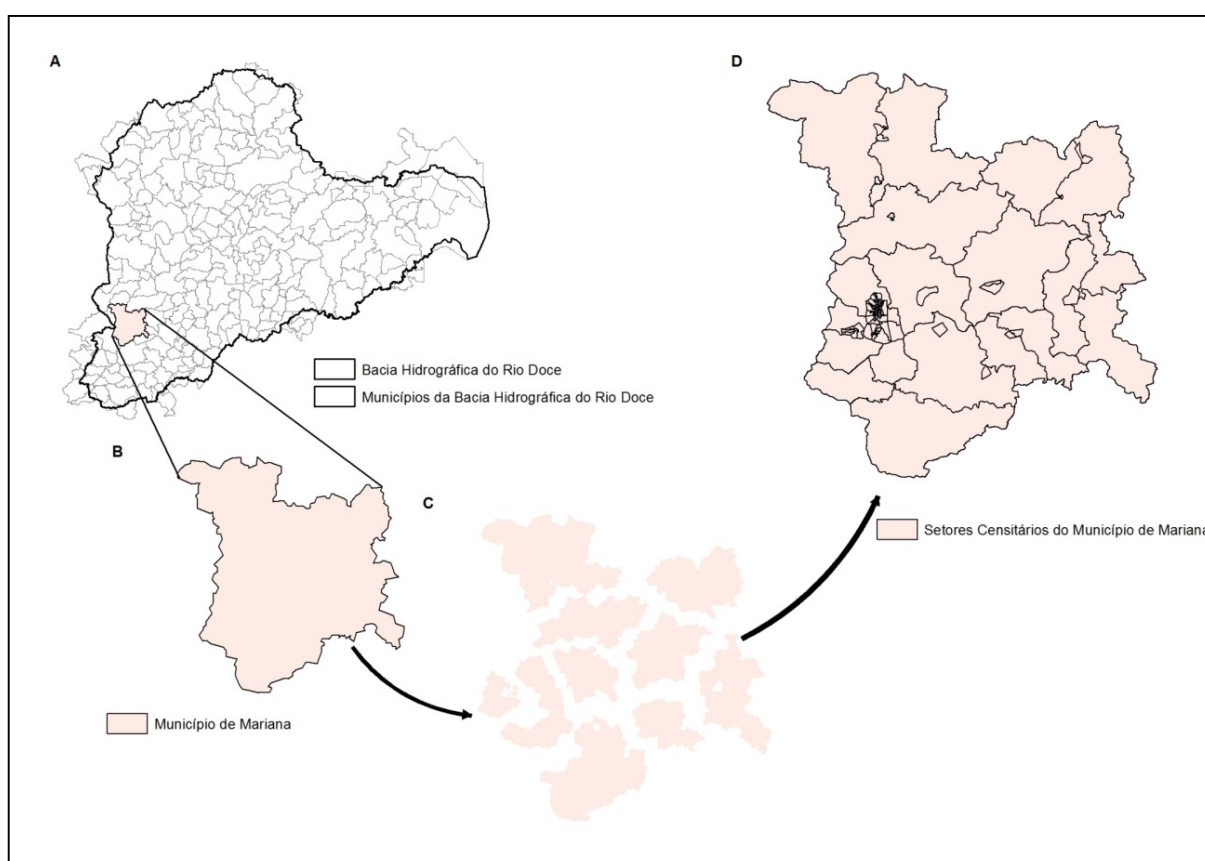 A
D
Bacia Hidrográfica do Rio Doce
Municípios da Bacia Hidrográfica do Rio Doce
B
C
Setores Censitários do Município de Mariana
Município de Mariana